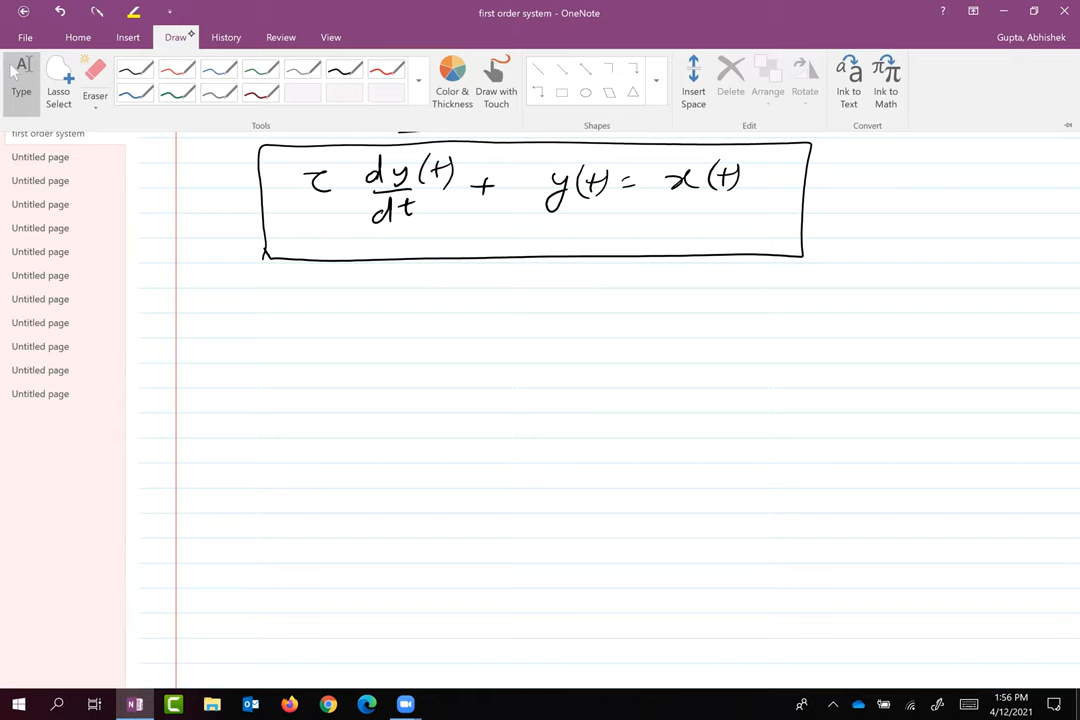 first order system - OneNote
?
Gupta, Abhishek
File Home Insert Draw History Review View
A
Type
Lasso Select
Eraser
Color & Thickness
Draw with Touch
Insert Space
Delete
Arrange
Rotate
Ink to Text
Ink to Math
Tools
Shapes
Edit
Convert
first order system
Untitled page
Untitled page
Untitled page
Untitled page
Untitled page
Untitled page
Untitled page
Untitled page
Untitled page
Untitled page
Untitled page
τ dy(t)/dt + y(t) = x(t)
1:56 PM
4/12/2021